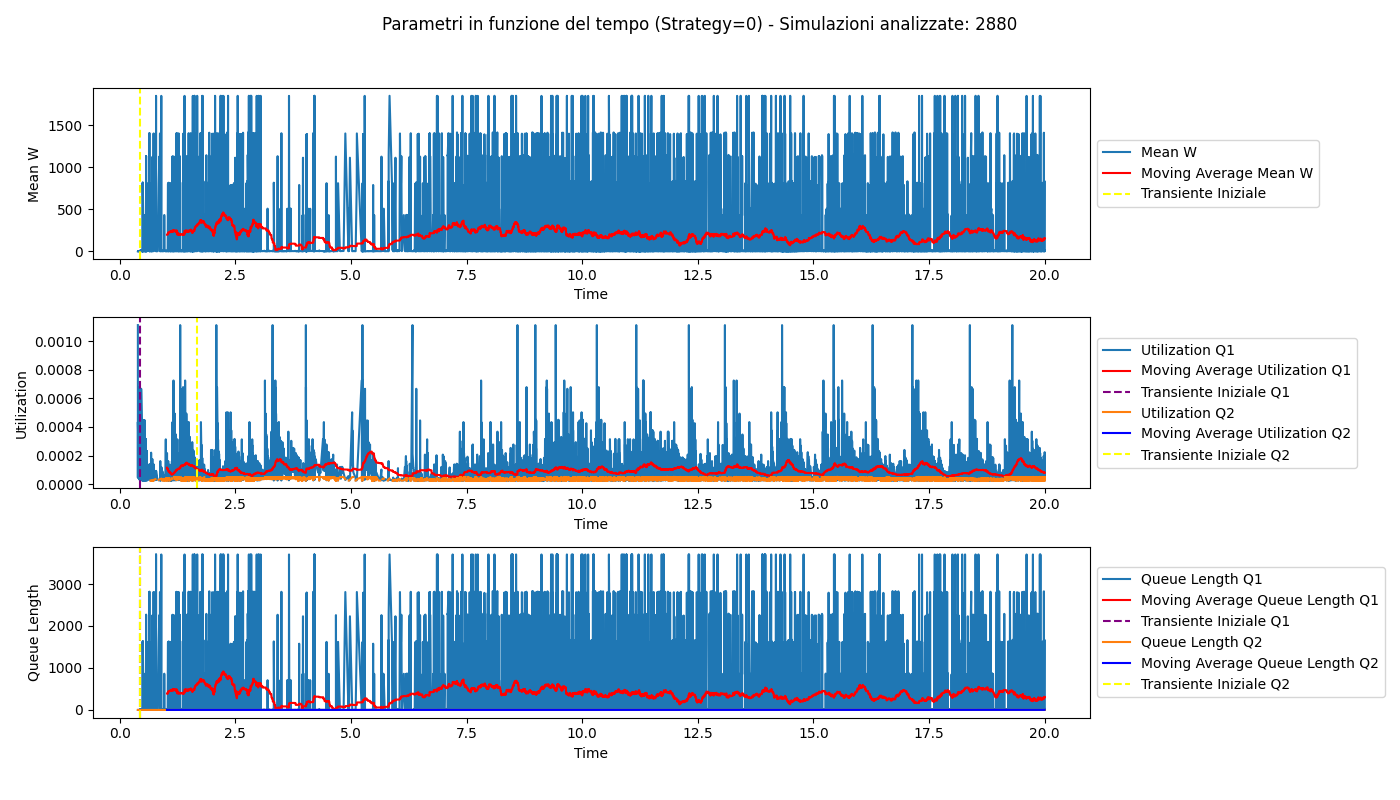 Parametri in funzione del tempo (Strategy=0) - Simulazioni analizzate: 2880
Mean W
1500
1000
500
0
0.0 2.5 5.0 7.5 10.0 12.5 15.0 17.5 20.0
Time
Mean W
Moving Average Mean W
Transiente Iniziale
Utilization
0.0010
0.0008
0.0006
0.0004
0.0002
0.0000
0.0 2.5 5.0 7.5 10.0 12.5 15.0 17.5 20.0
Time
Utilization Q1
Moving Average Utilization Q1
Transiente Iniziale Q1
Utilization Q2
Moving Average Utilization Q2
Transiente Iniziale Q2
Queue Length
3000
2000
1000
0
0.0 2.5 5.0 7.5 10.0 12.5 15.0 17.5 20.0
Time
Queue Length Q1
Moving Average Queue Length Q1
Transiente Iniziale Q1
Queue Length Q2
Moving Average Queue Length Q2
Transiente Iniziale Q2